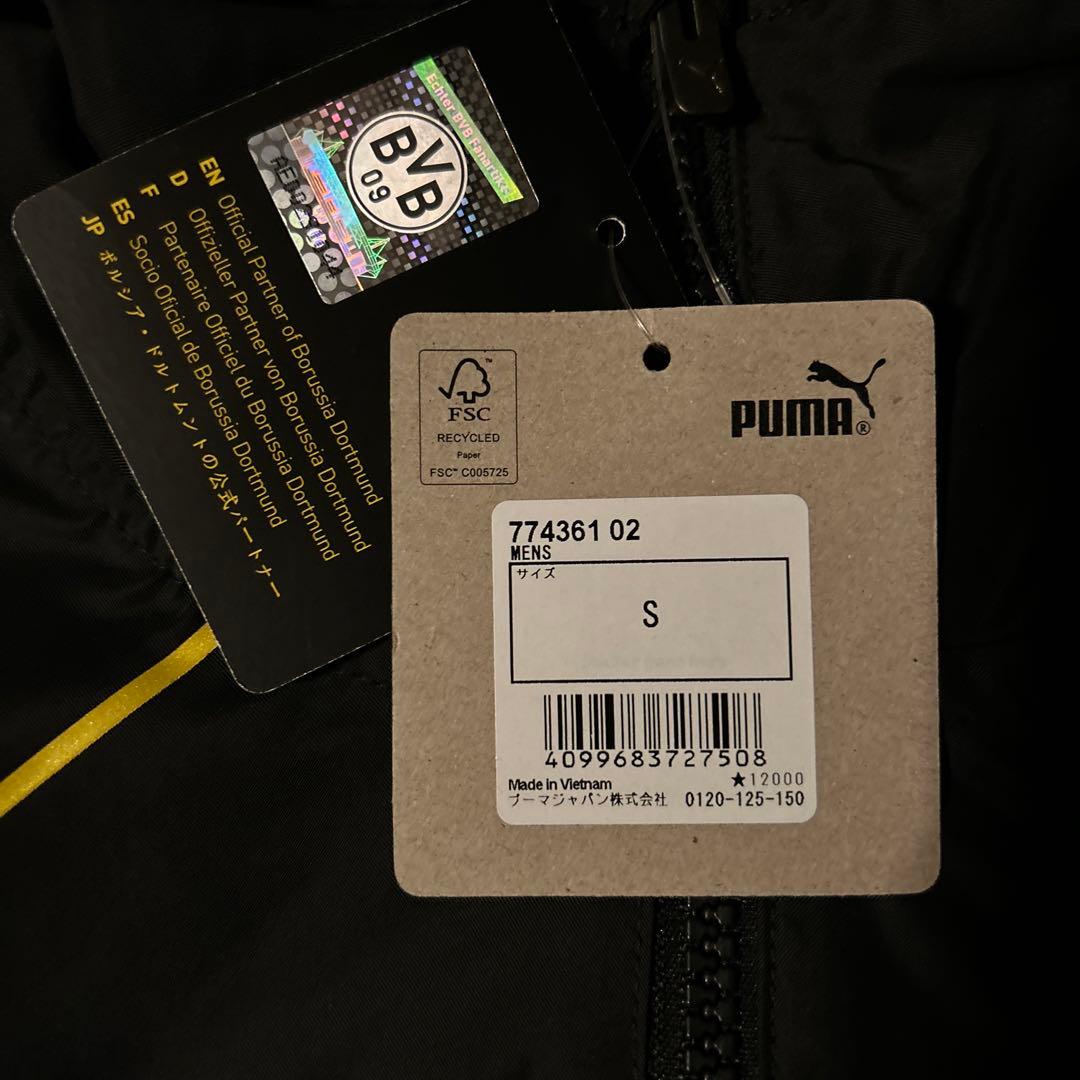 Echter BVB Fanartikel
BVB
09
EN Official Partner of Borussia Dortmund
D Offizieller Partner von Borussia Dortmund
F Partenaire Officiel du Borussia Dortmund
ES Socio Oficial de Borussia Dortmund
JP ボルシア・ドルトムントの公式パートナー
FSC™
RECYCLED
Paper
FSC™ C005725
PUMA®
774361 02
MENS
サイズ
S
4099683727508
★12000
Made in Vietnam
プーマジャパン株式会社 0120-125-150